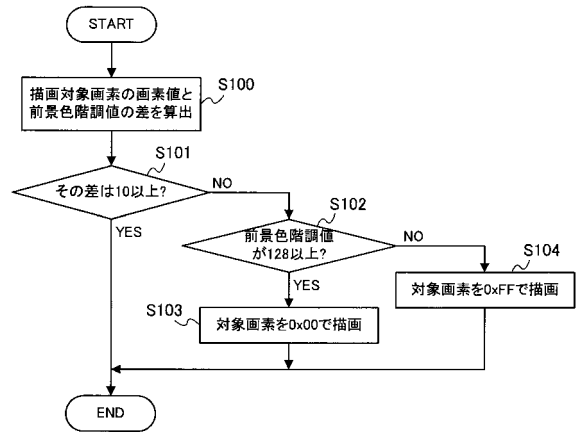 START
S100
描画対象画素の画素値と
前景色階調値の差を算出
S101
その差は10以上?
NO
YES
S102
前景色階調値
が128以上?
NO
YES
S104
対象画素を0xFFで描画
S103
対象画素を0x00で描画
END